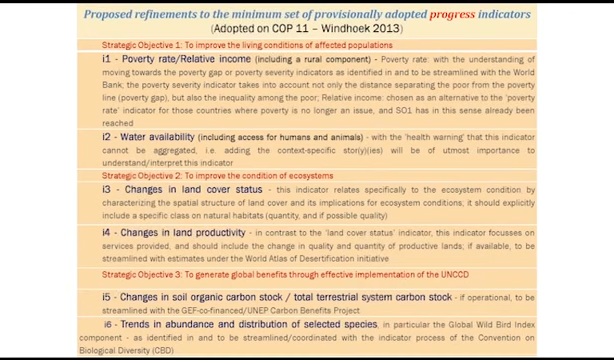 Proposed refinements to the minimum set of provisionally adopted progress indicators
(Adopted on COP 11 – Windhoek 2013)
Strategic Objective 1: To improve the living conditions of affected populations
i1 - Poverty rate/Relative income (including a rural component) - Poverty rate: with the understanding of
moving towards the poverty gap or poverty severity indicators as identified in and to be streamlined with the World
Bank; the poverty severity indicator takes into account not only the distance separating the poor from the poverty
line (poverty gap), but also the inequality among the poor; Relative income: chosen as an alternative to the 'poverty
rate' indicator for those countries where poverty is no longer an issue, and SO1 has in this sense already been
reached
i2 - Water availability (including access for humans and animals) - with the 'health warning' that this indicator
cannot be aggregated, i.e. adding the context-specific stor(y)(ies) will be of utmost importance to
understand/interpret this indicator
Strategic Objective 2: To improve the condition of ecosystems
i3 - Changes in land cover status - this indicator relates specifically to the ecosystem condition by
characterizing the spatial structure of land cover and its implications for ecosystem conditions; it should explicitly
include a specific class on natural habitats (quantity, and if possible quality)
i4 - Changes in land productivity - in contrast to the 'land cover status' indicator, this indicator focusses on
services provided, and should include the change in quality and quantity of productive lands; if available, to be
streamlined with estimates under the World Atlas of Desertification initiative
Strategic Objective 3: To generate global benefits through effective implementation of the UNCCD
i5 - Changes in soil organic carbon stock / total terrestrial system carbon stock - if operational, to be
streamlined with the GEF-co-financed/UNEP Carbon Benefits Project
i6 - Trends in abundance and distribution of selected species, in particular the Global Wild Bird Index
component - as identified in and to be streamlined/coordinated with the indicator process of the Convention on
Biological Diversity (CBD)